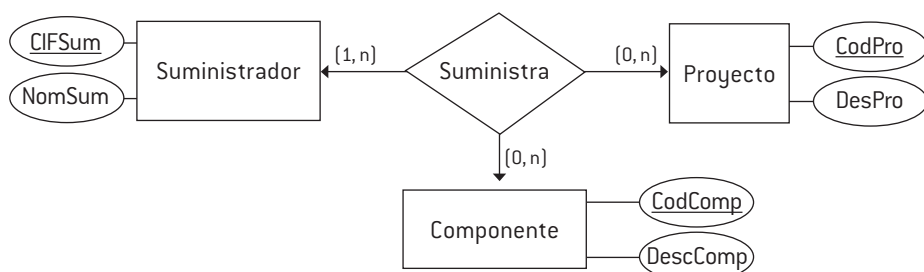 CIFSum
NomSum
Suministrador
(1, n)
Suministra
(0, n)
Proyecto
CodPro
DesPro
(0, n)
Componente
CodComp
DescComp